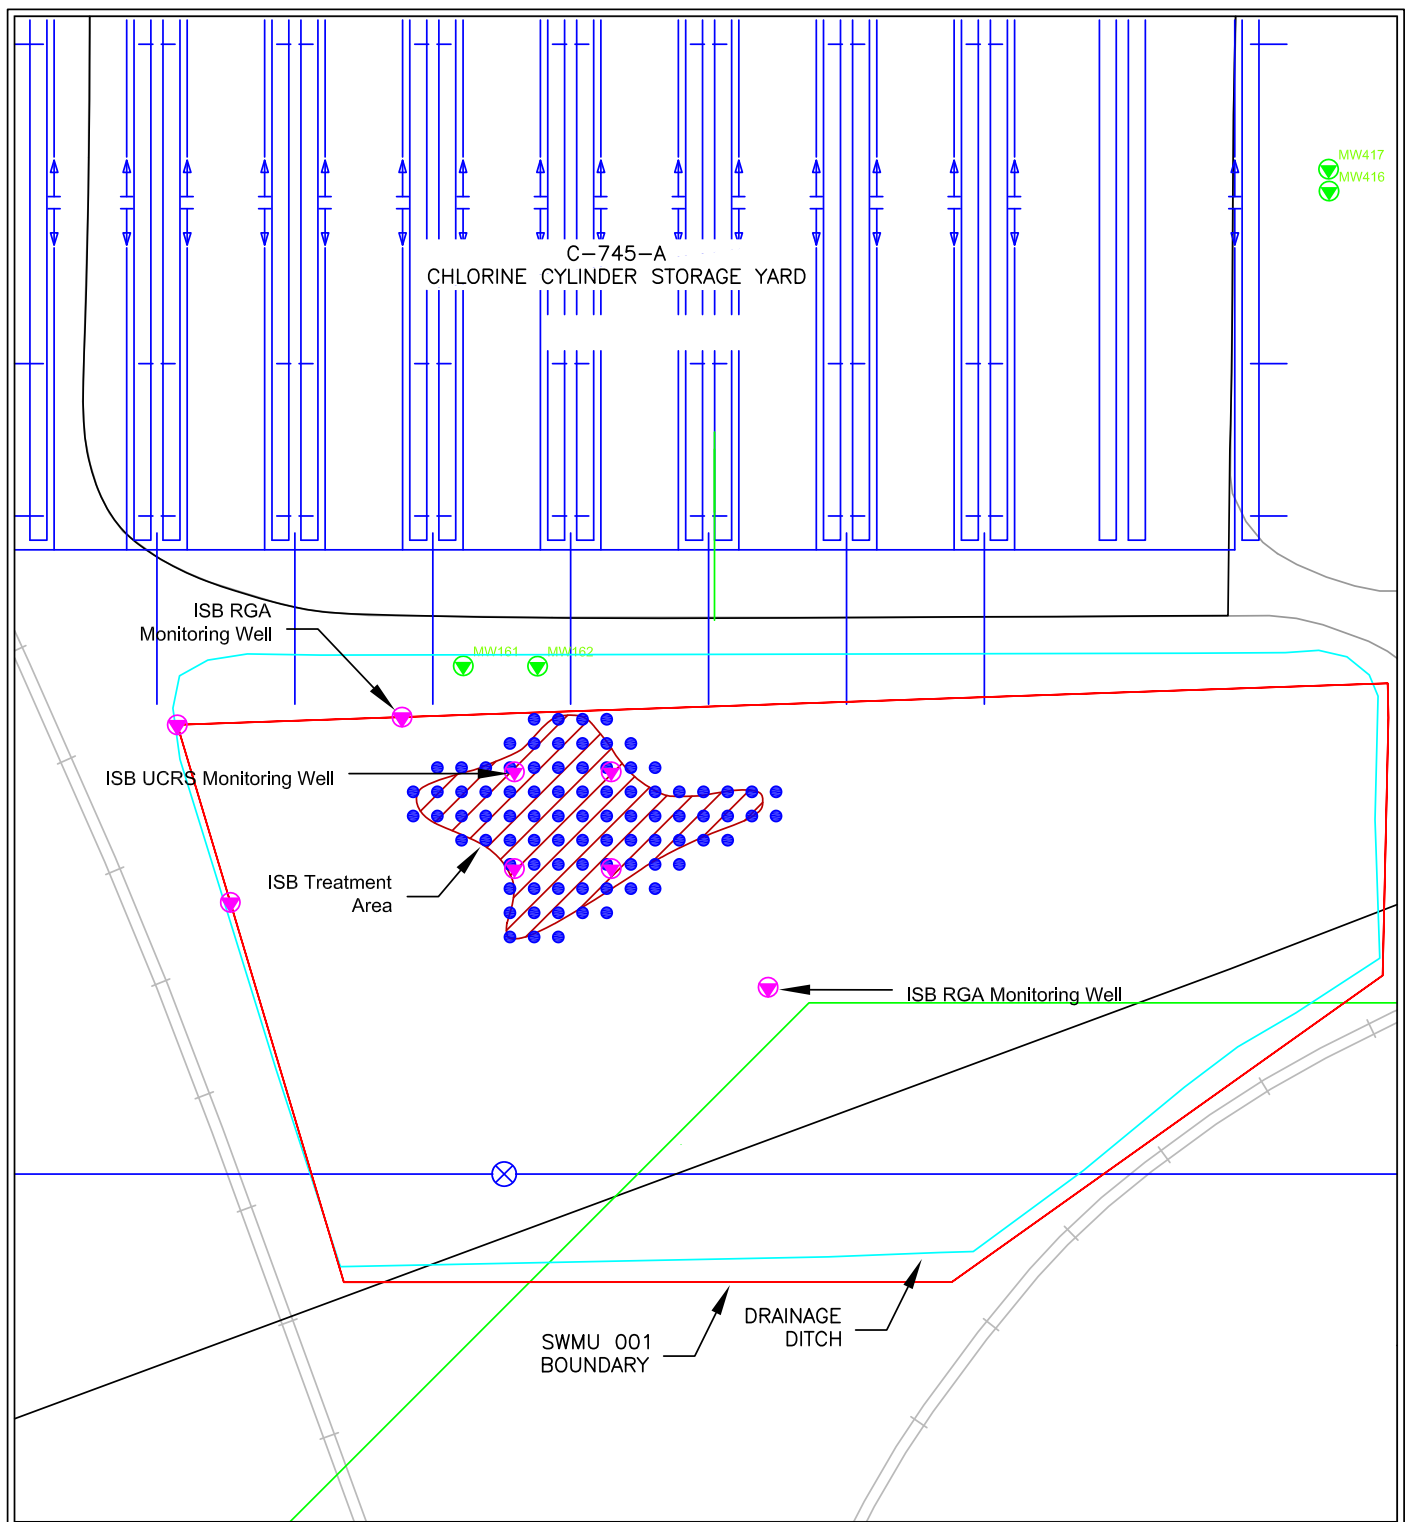 MW417
MW416
C-745-A
CHLORINE CYLINDER STORAGE YARD
ISB RGA
Monitoring Well
MW161
MW162
ISB UCRS Monitoring Well
ISB Treatment
Area
ISB RGA Monitoring Well
DRAINAGE
DITCH
SWMU 001
BOUNDARY